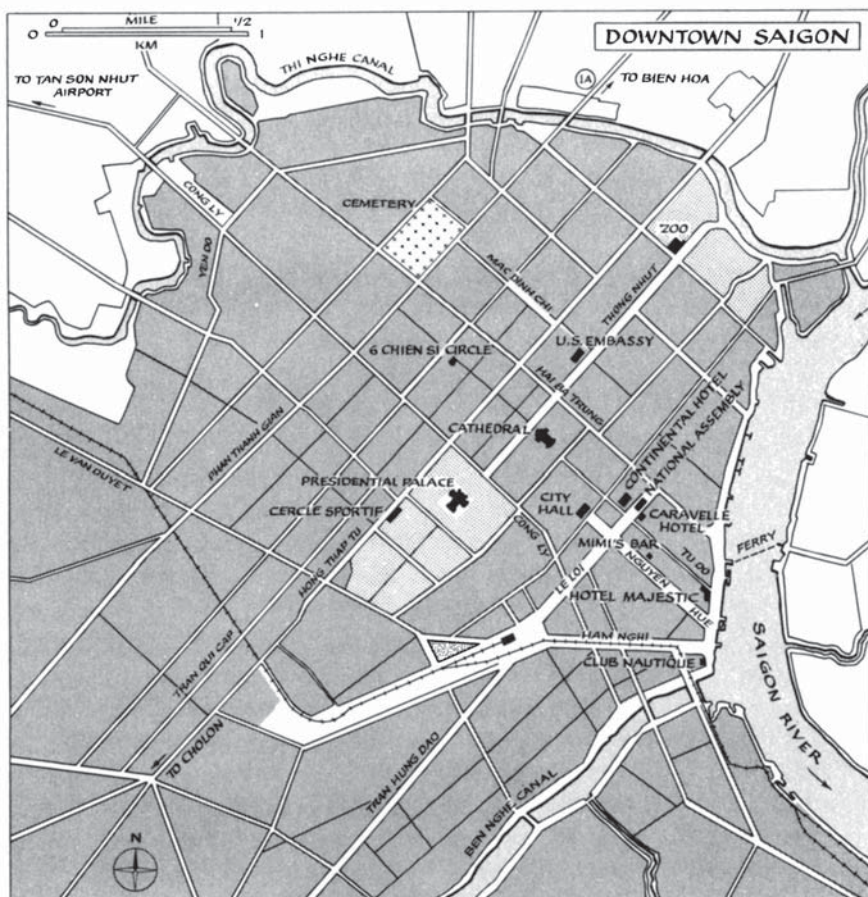 0 MILE 1/2
0 KM 1
DOWNTOWN SAIGON
THI NGHE CANAL
TO TAN SON NHUT
AIRPORT
1A
TO BIEN HOA
CONG LY
YEN DO
CEMETERY
ZOO
MAC DINH CHI
THONG NHUT
6 CHIEN SI CIRCLE
U.S. EMBASSY
HAI BA TRUNG
PHAN THANH GIAN
CATHEDRAL
CONTINENTAL HOTEL
NATIONAL ASSEMBLY
LE VAN DUYET
PRESIDENTIAL PALACE
CERCLE SPORTIF
CITY
HALL
CARAVELLE
HOTEL
CONG LY
MIMI'S BAR
TU DO
FERRY
HONG THAP TU
LE LOI
NGUYEN HUE
HOTEL MAJESTIC
HAM NGHI
CLUB NAUTIQUE
SAIGON RIVER
TRAN QUI CAP
TO CHOLON
TRAN HUNG DAO
BEN NGHE CANAL
N